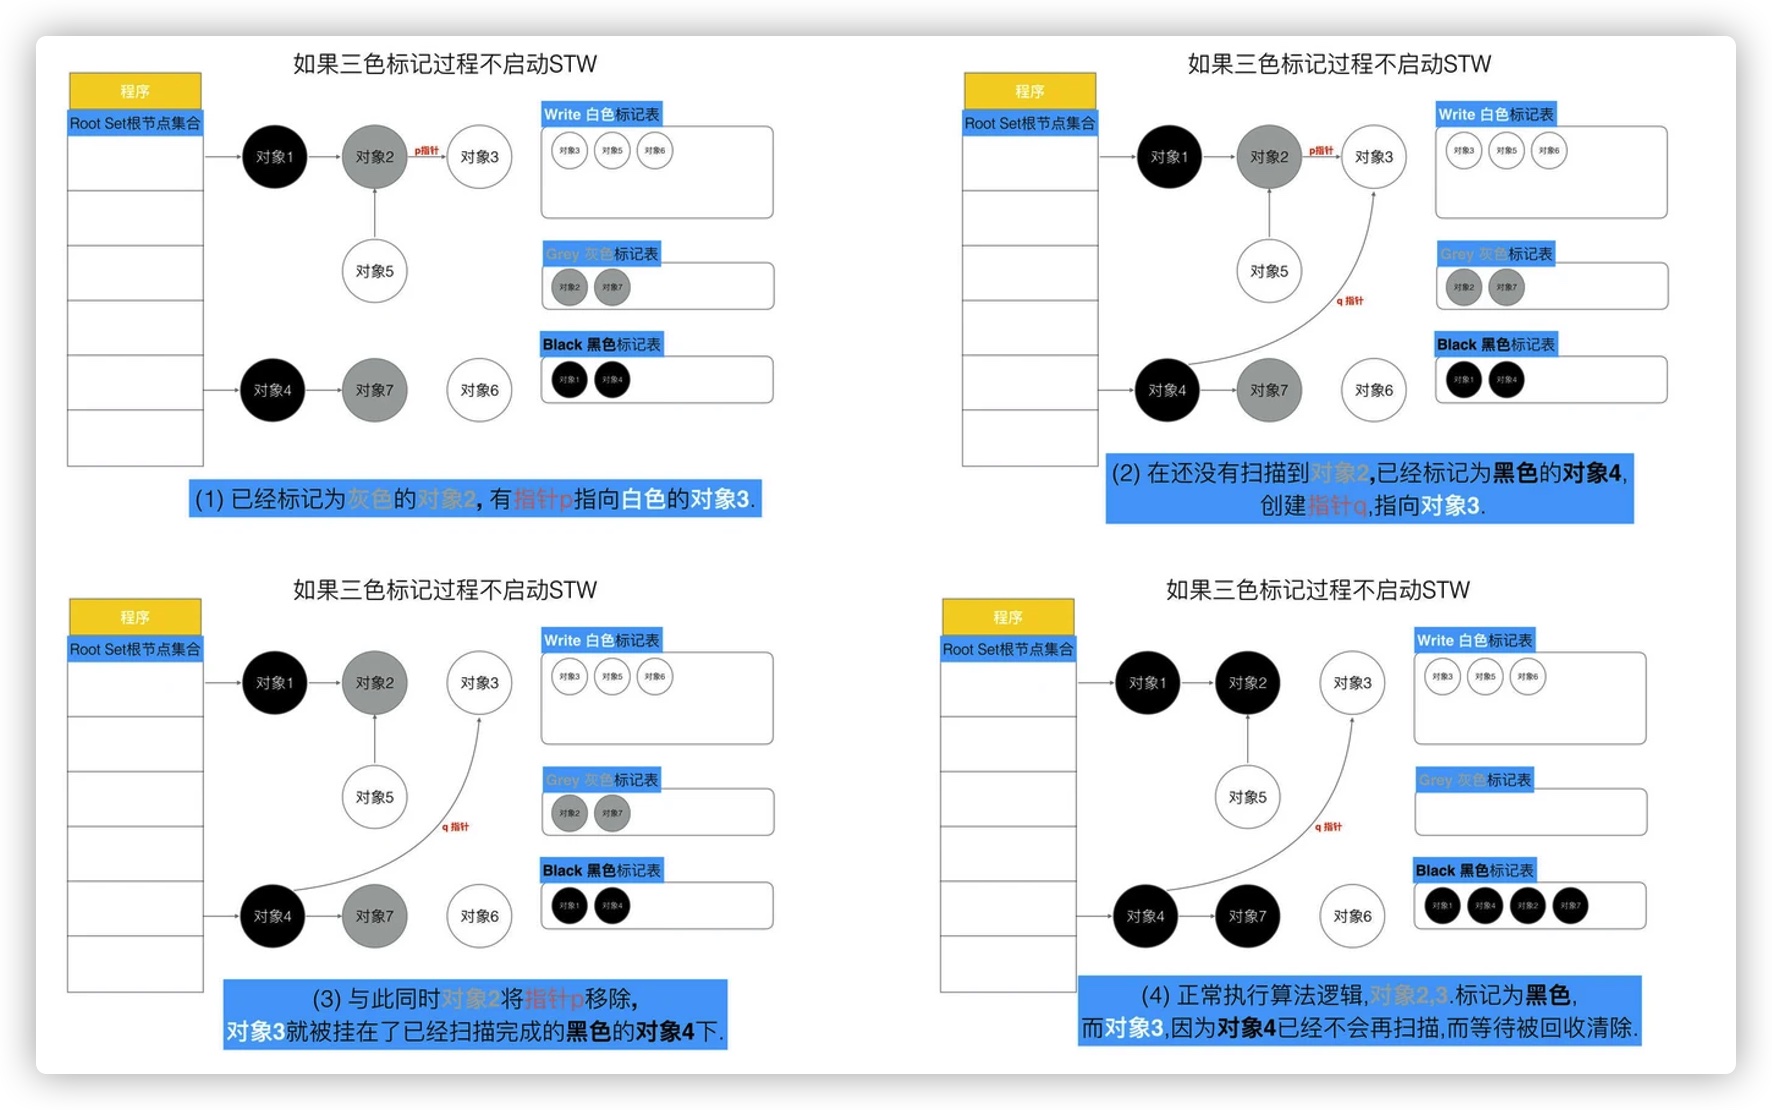 如果三色标记过程不启动STW
程序
Root Set根节点集合
对象1
对象2
p指针
对象3
对象5
对象4
对象7
对象6
Write 白色标记表
对象3 对象5 对象6
Grey 灰色标记表
对象2 对象7
Black 黑色标记表
对象1 对象4
(1) 已经标记为灰色的对象2, 有指针p指向白色的对象3.
如果三色标记过程不启动STW
程序
Root Set根节点集合
对象1
对象2
p指针
对象3
对象5
q 指针
对象4
对象7
对象6
Write 白色标记表
对象3 对象5 对象6
Grey 灰色标记表
对象2 对象7
Black 黑色标记表
对象1 对象4
(2) 在还没有扫描到对象2,已经标记为黑色的对象4,
创建指针q,指向对象3.
如果三色标记过程不启动STW
程序
Root Set根节点集合
对象1
对象2
对象3
对象5
q 指针
对象4
对象7
对象6
Write 白色标记表
对象3 对象5 对象6
Grey 灰色标记表
对象2 对象7
Black 黑色标记表
对象1 对象4
(3) 与此同时对象2将指针p移除,
对象3就被挂在了已经扫描完成的黑色的对象4下.
如果三色标记过程不启动STW
程序
Root Set根节点集合
对象1
对象2
对象3
对象5
q 指针
对象4
对象7
对象6
Write 白色标记表
对象3 对象5 对象6
Grey 灰色标记表
Black 黑色标记表
对象1 对象4 对象2 对象7
(4) 正常执行算法逻辑,对象2,3.标记为黑色,
而对象3,因为对象4已经不会再扫描,而等待被回收清除.